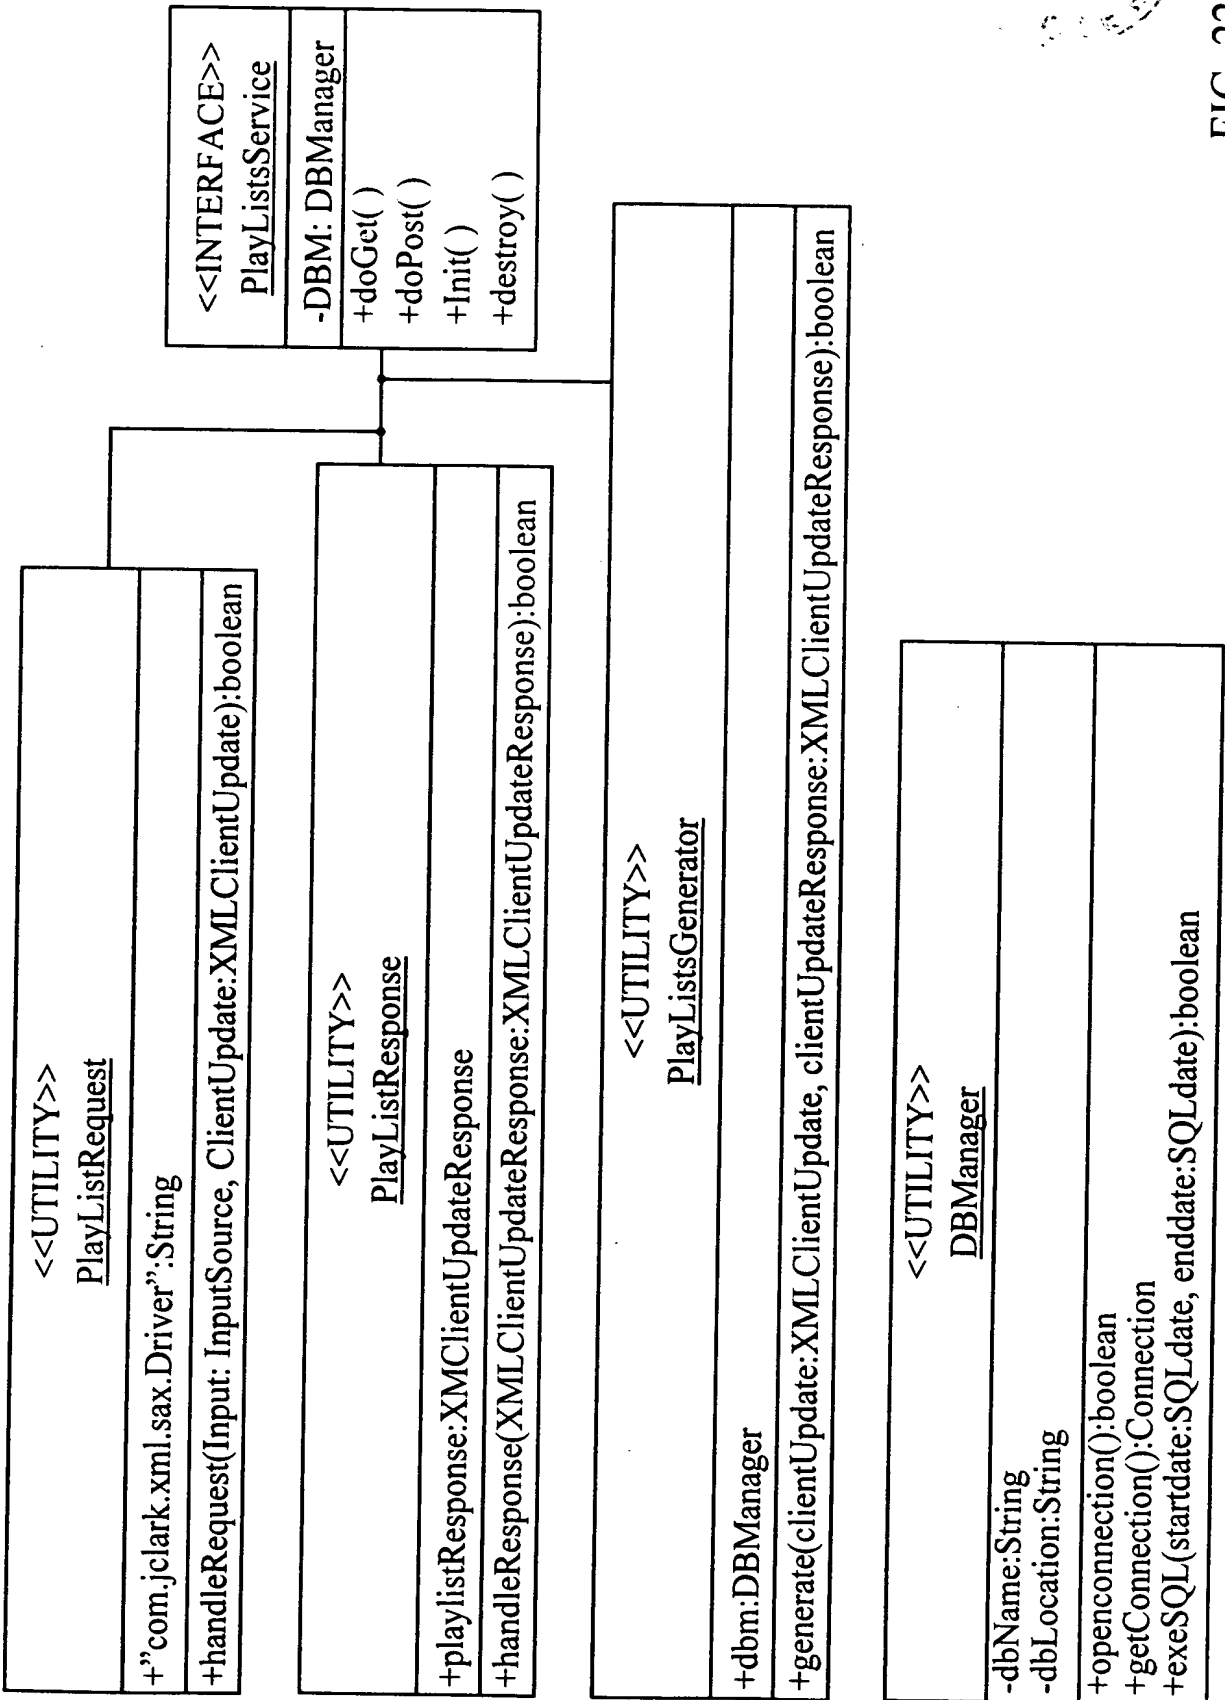 <<UTILITY>>
PlayListRequest
+”com.jclark.xml.sax.Driver”:String
+handleRequest(Input: InputSource, ClientUpdate:XMLClientUpdate):boolean
<<INTERFACE>>
PlayListsService
-DBM: DBManager
+doGet( )
+doPost( )
+Init( )
+destroy( )
<<UTILITY>>
PlayListResponse
+playlistResponse:XMClientUpdateResponse
+handleResponse(XMLClientUpdateResponse:XMLClientUpdateResponse):boolean
<<UTILITY>>
PlayListsGenerator
+dbm:DBManager
+generate(clientUpdate:XMLClientUpdate, clientUpdateResponse:XMLClientUpdateResponse):boolean
<<UTILITY>>
DBManager
-dbName:String
-dbLocation:String
+openconnection():boolean
+getConnection():Connection
+exeSQL(startdate:SQLdate, enddate:SQLdate):boolean
FIG.